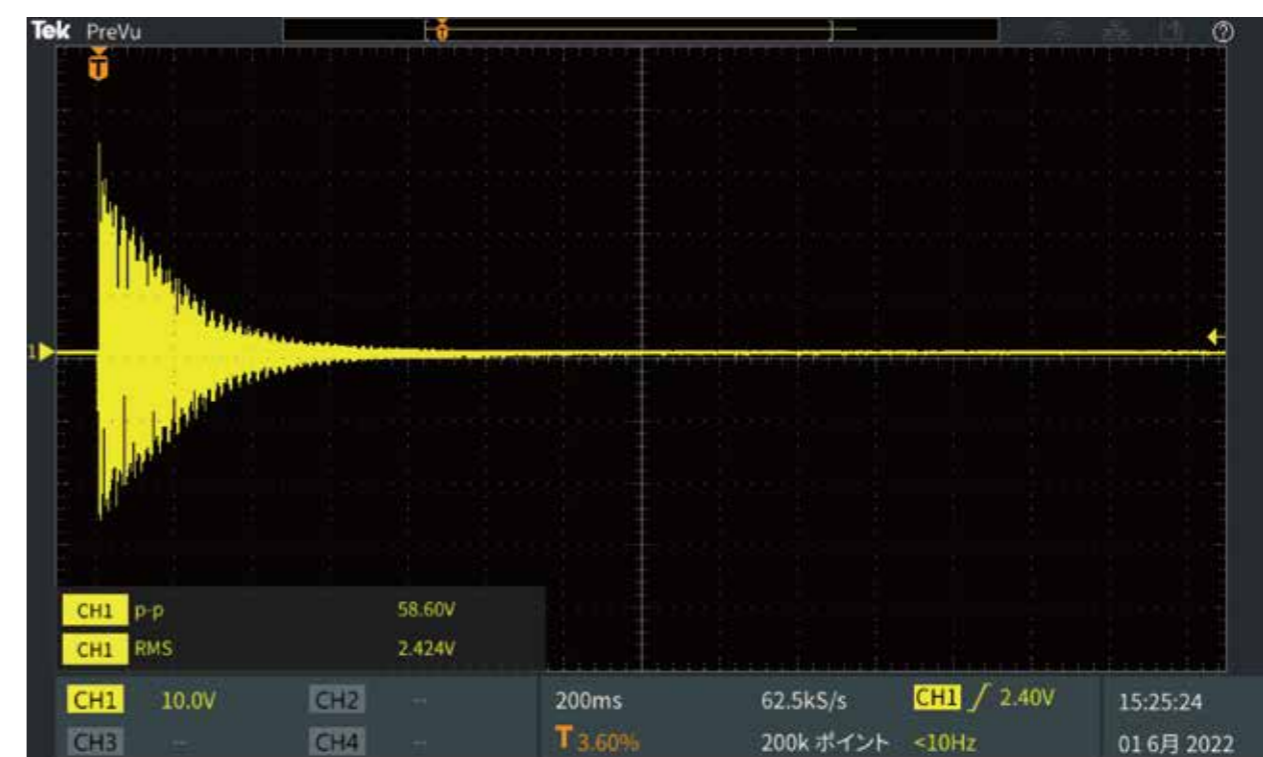 Tek PreVu
T
T
1
CH1 p-p 58.60V
CH1 RMS 2.424V
CH1 10.0V CH2 -- 200ms 62.5kS/s CH1 2.40V 15:25:24
CH3 -- CH4 -- T 3.60% 200k ポイント <10Hz 01 6月 2022